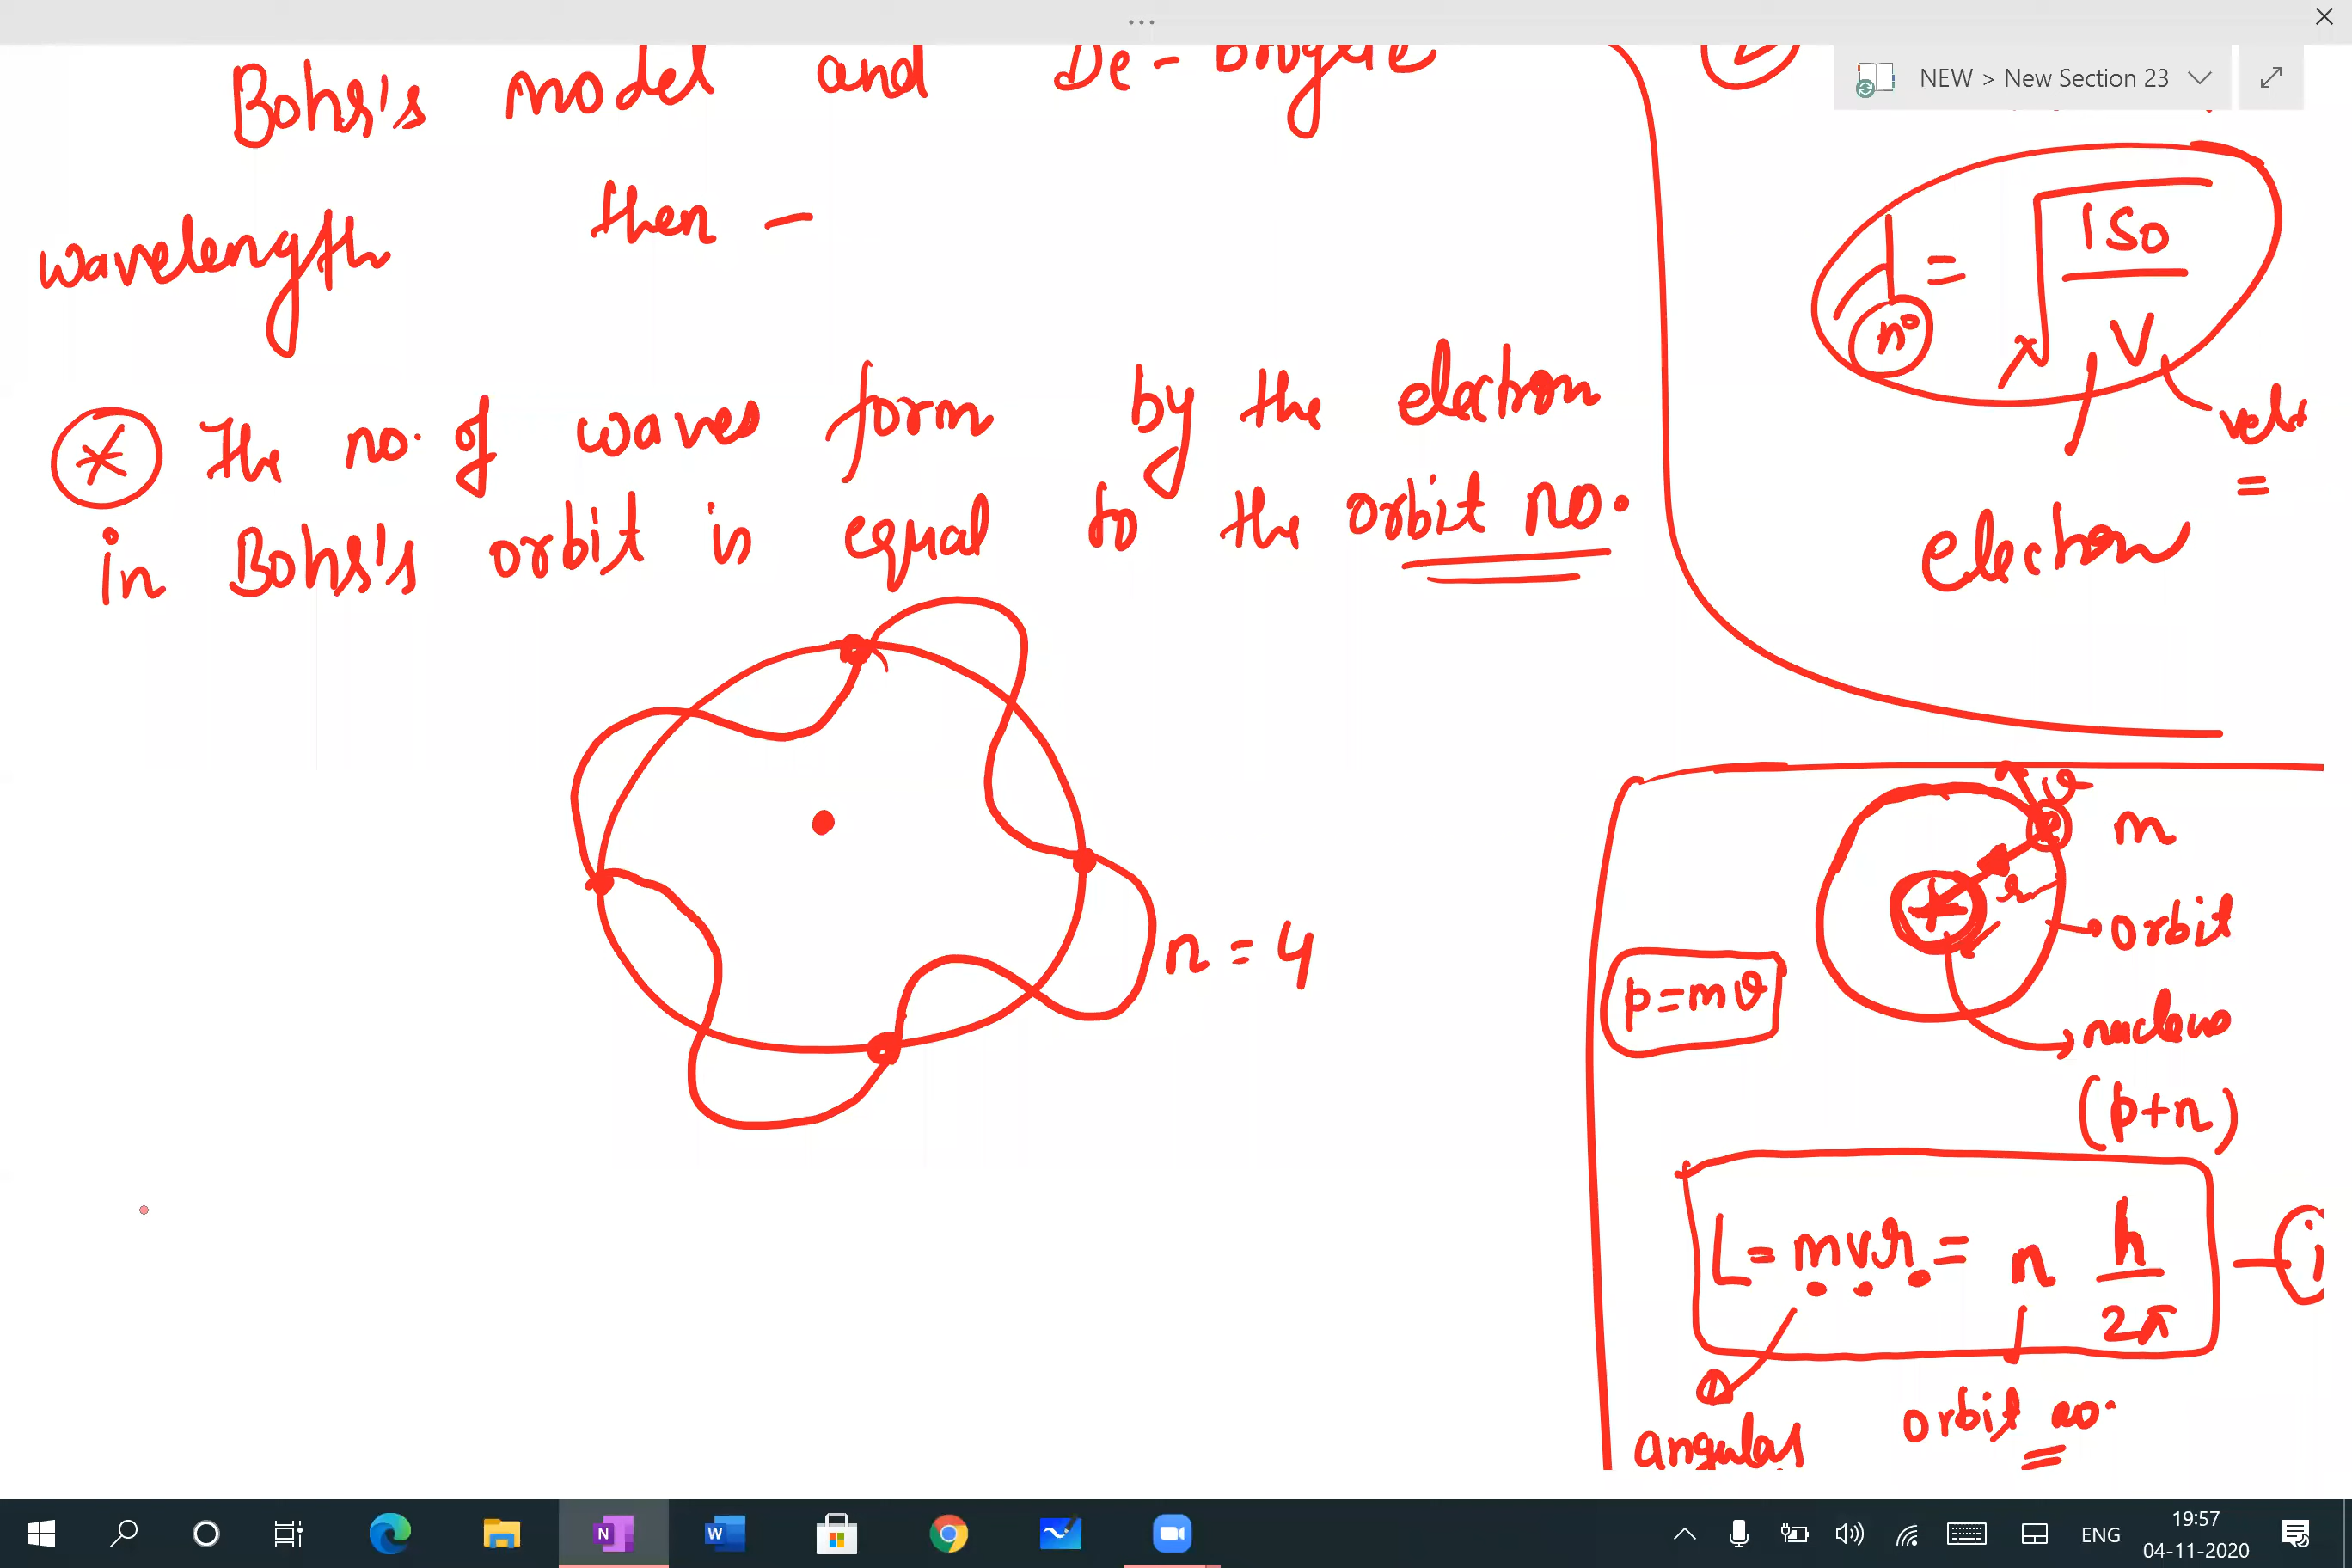 NEW > New Section 23
Bohr's model and De-Broglie
wavelength then -
* The no. of waves form by the electron
in Bohr's orbit is equal to the orbit no.
n = 4
λ = √150/V
A°
volt
=
electron
v
m
r
orbit
p = mv
nucleus
(p+n)
L = mvr = n h/2π - (i
angular
orbit no.
N
W
ENG
19:57
04-11-2020